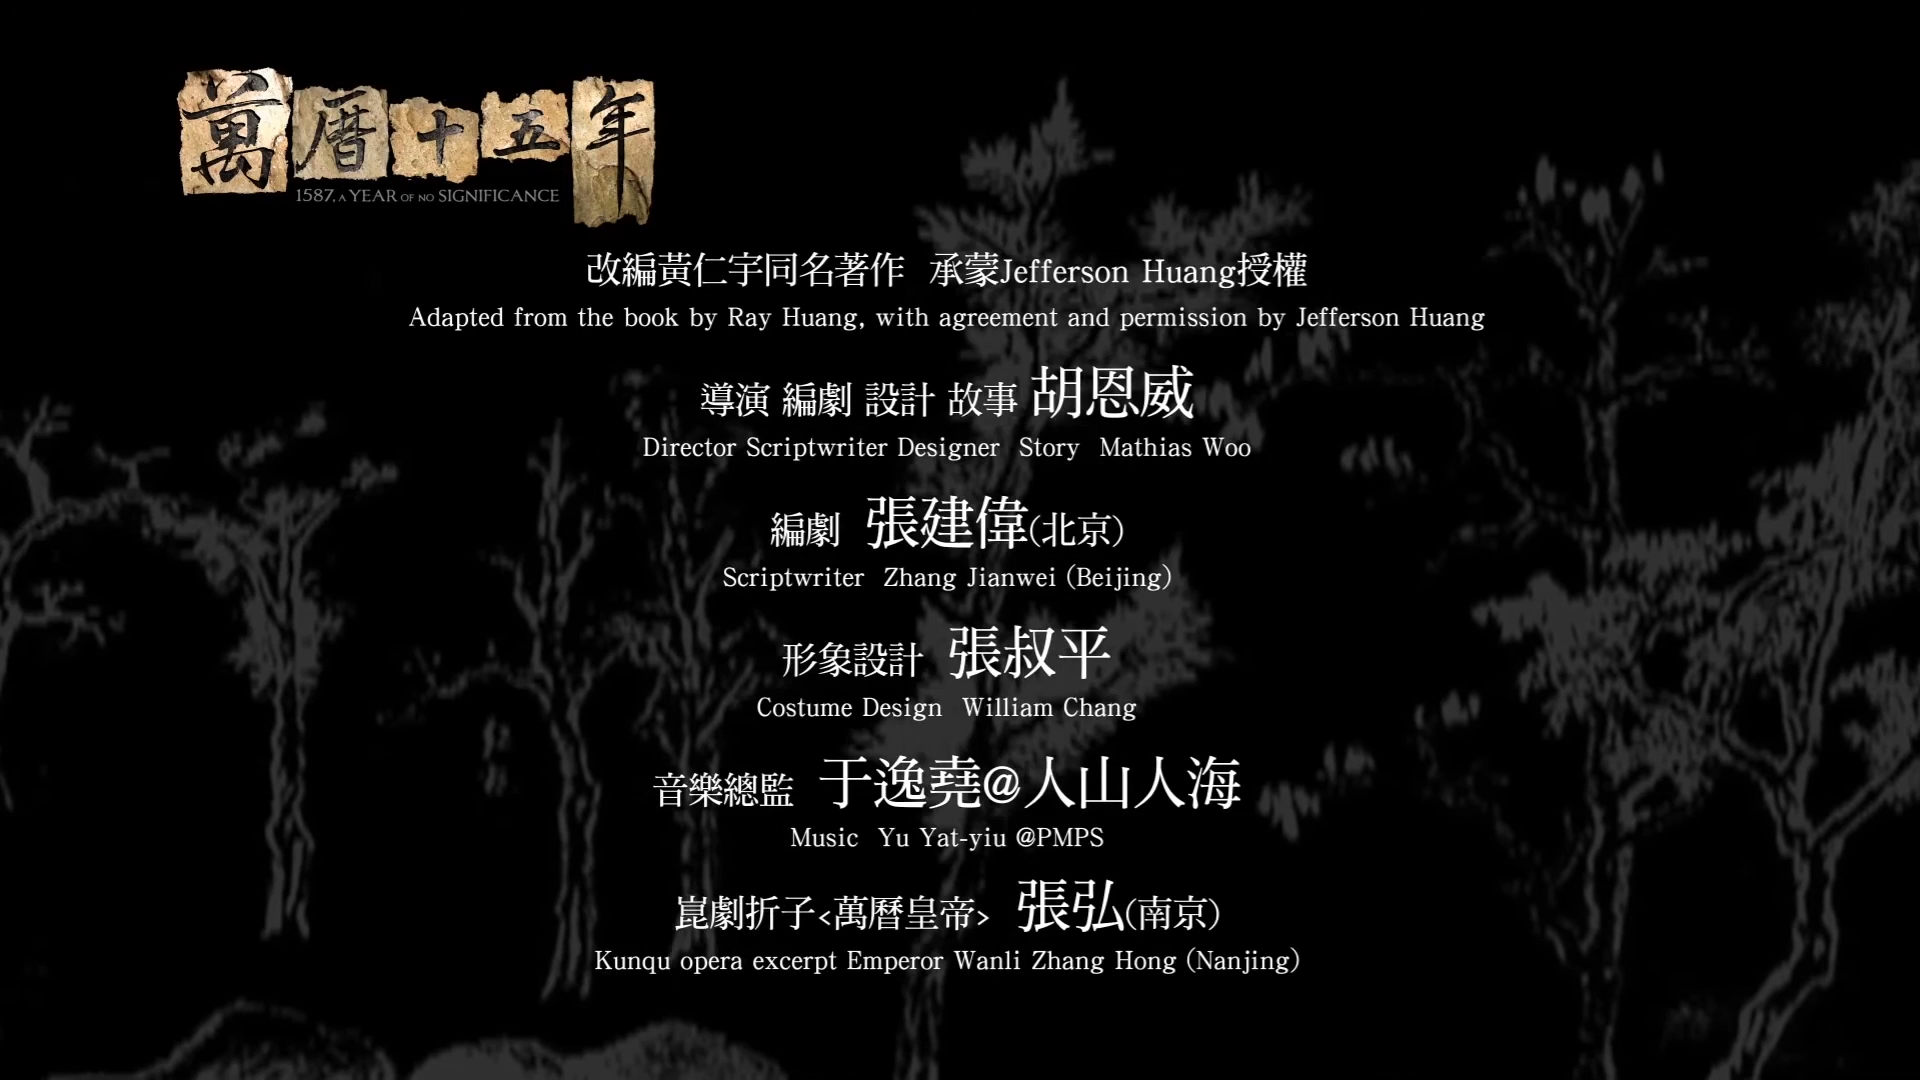 萬曆十五年
1587, A YEAR OF NO SIGNIFICANCE
改編黃仁宇同名著作 承蒙Jefferson Huang授權
Adapted from the book by Ray Huang, with agreement and permission by Jefferson Huang
導演 編劇 設計 故事 胡恩威
Director Scriptwriter Designer Story Mathias Woo
編劇 張建偉(北京)
Scriptwriter Zhang Jianwei (Beijing)
形象設計 張叔平
Costume Design William Chang
音樂總監 于逸堯@人山人海
Music Yu Yat-yiu @PMPS
崑劇折子<萬曆皇帝> 張弘(南京)
Kunqu opera excerpt Emperor Wanli Zhang Hong (Nanjing)